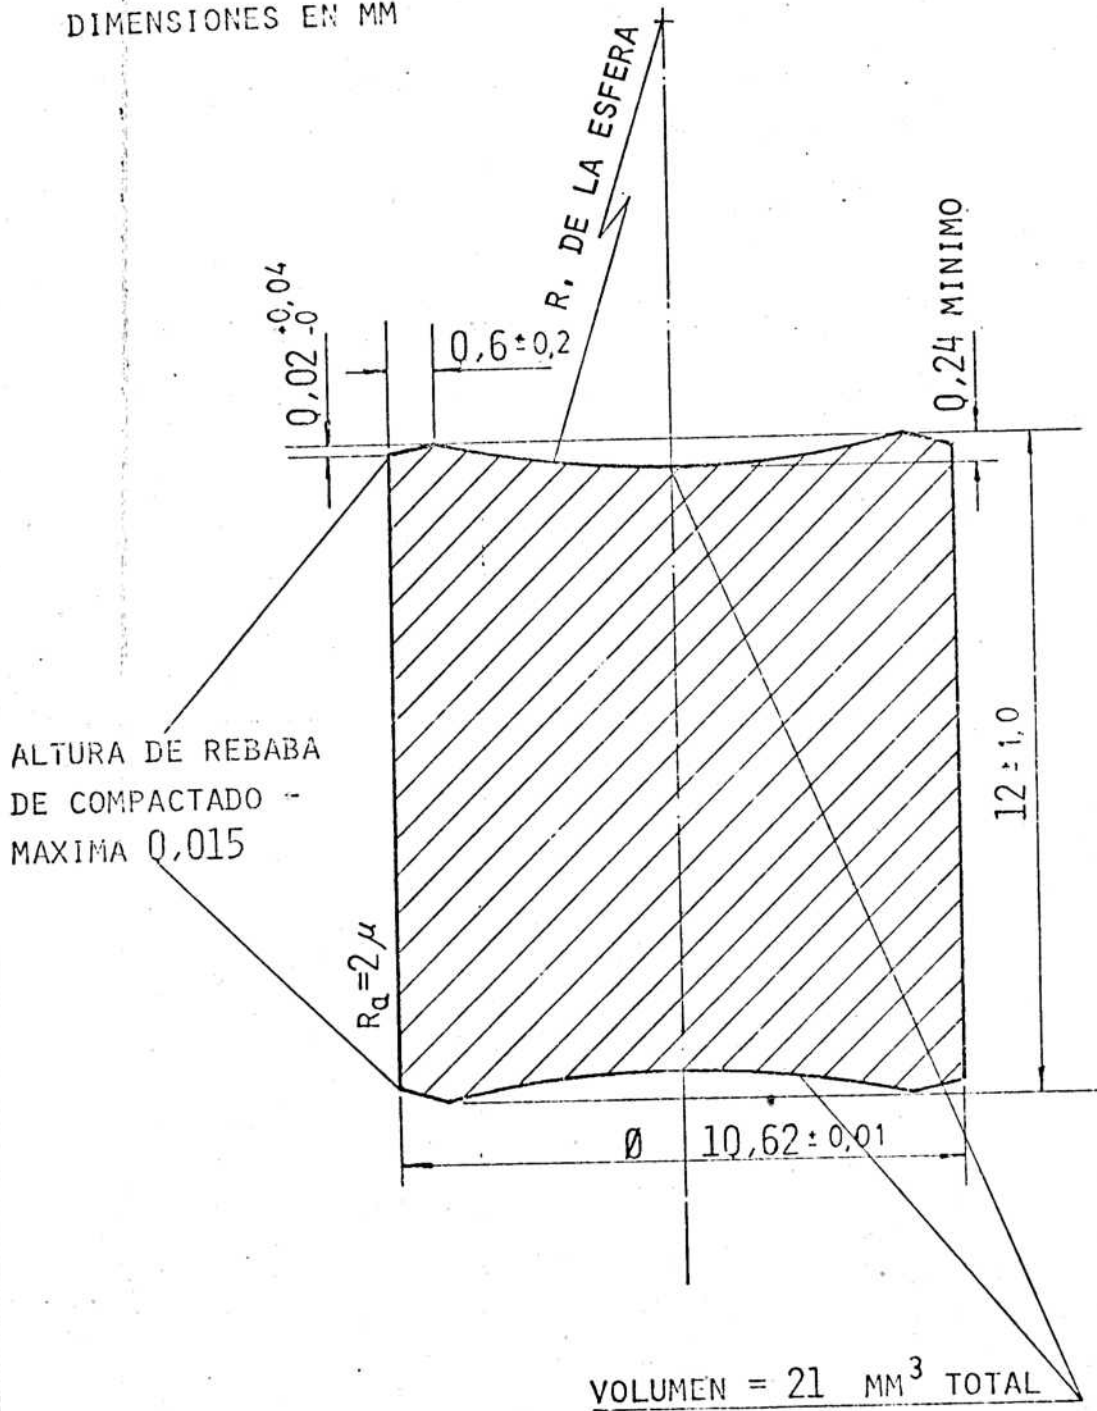 DIMENSIONES EN MM
R. DE LA ESFERA
0,02 +0,04 -0
0,6 ±0,2
0,24 MINIMO
12 ± 1,0
ALTURA DE REBABA
DE COMPACTADO -
MAXIMA 0,015
Ra=2 μ
Ø 10,62 ± 0,01
VOLUMEN = 21 MM³ TOTAL